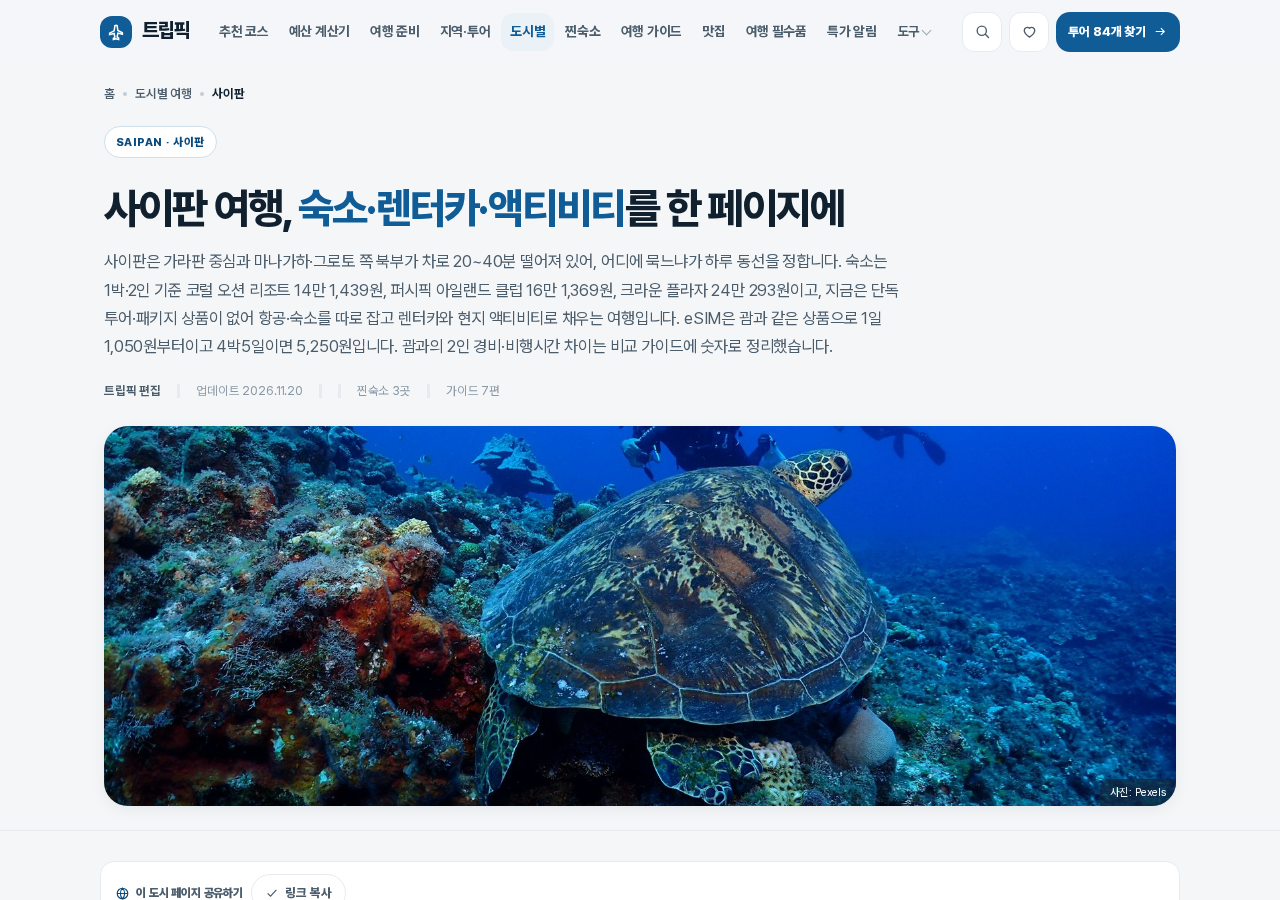 트립픽
추천 코스 예산 계산기 여행 준비 지역·투어 도시별 찐숙소 여행 가이드 맛집 여행 필수품 특가 알림 도구
투어 84개 찾기 →
홈 • 도시별 여행 • 사이판
SAIPAN · 사이판
사이판 여행, 숙소·렌터카·액티비티를 한 페이지에
사이판은 가라판 중심과 마나가하·그로토 쪽 북부가 차로 20~40분 떨어져 있어, 어디에 묵느냐가 하루 동선을 정합니다. 숙소는
1박·2인 기준 코럴 오션 리조트 14만 1,439원, 퍼시픽 아일랜드 클럽 16만 1,369원, 크라운 플라자 24만 293원이고, 지금은 단독
투어·패키지 상품이 없어 항공·숙소를 따로 잡고 렌터카와 현지 액티비티로 채우는 여행입니다. eSIM은 괌과 같은 상품으로 1일
1,050원부터이고 4박5일이면 5,250원입니다. 괌과의 2인 경비·비행시간 차이는 비교 가이드에 숫자로 정리했습니다.
트립픽 편집 업데이트 2026.11.20 찐숙소 3곳 가이드 7편
사진: Pexels
이 도시 페이지 공유하기 링크 복사